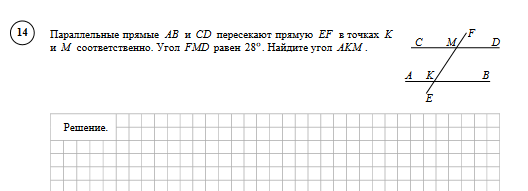 14
Параллельные прямые AB и CD пересекают прямую EF в точках K
и M соответственно. Угол FMD равен 28°. Найдите угол AKM.
F
C M D
A K B
E
Решение.